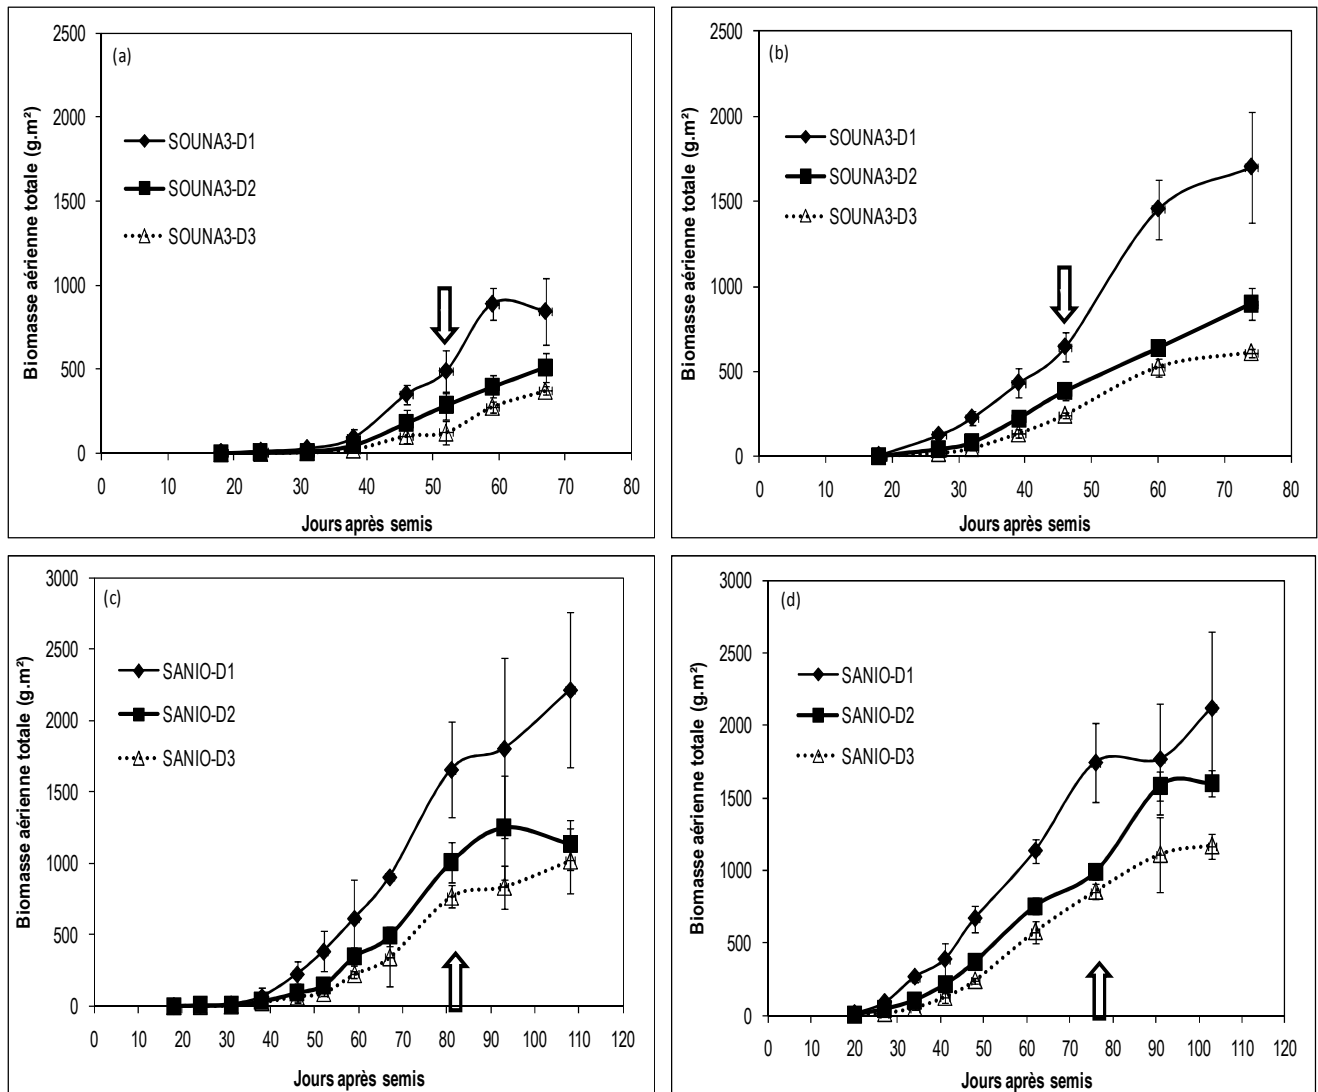 (a)
Biomasse aérienne totale (g.m²)
2500
2000
1500
1000
500
0
SOUNA3-D1
SOUNA3-D2
SOUNA3-D3
0 10 20 30 40 50 60 70 80
Jours après semis
(b)
Biomasse aérienne totale (g.m²)
2500
2000
1500
1000
500
0
SOUNA3-D1
SOUNA3-D2
SOUNA3-D3
0 10 20 30 40 50 60 70 80
Jours après semis
(c)
Biomasse aérienne totale (g.m²)
3000
2500
2000
1500
1000
500
0
SANIO-D1
SANIO-D2
SANIO-D3
0 10 20 30 40 50 60 70 80 90 100 110 120
Jours après semis
(d)
Biomasse aérienne totale (g.m²)
3000
2500
2000
1500
1000
500
0
SANIO-D1
SANIO-D2
SANIO-D3
0 10 20 30 40 50 60 70 80 90 100 110 120
Jours après semis